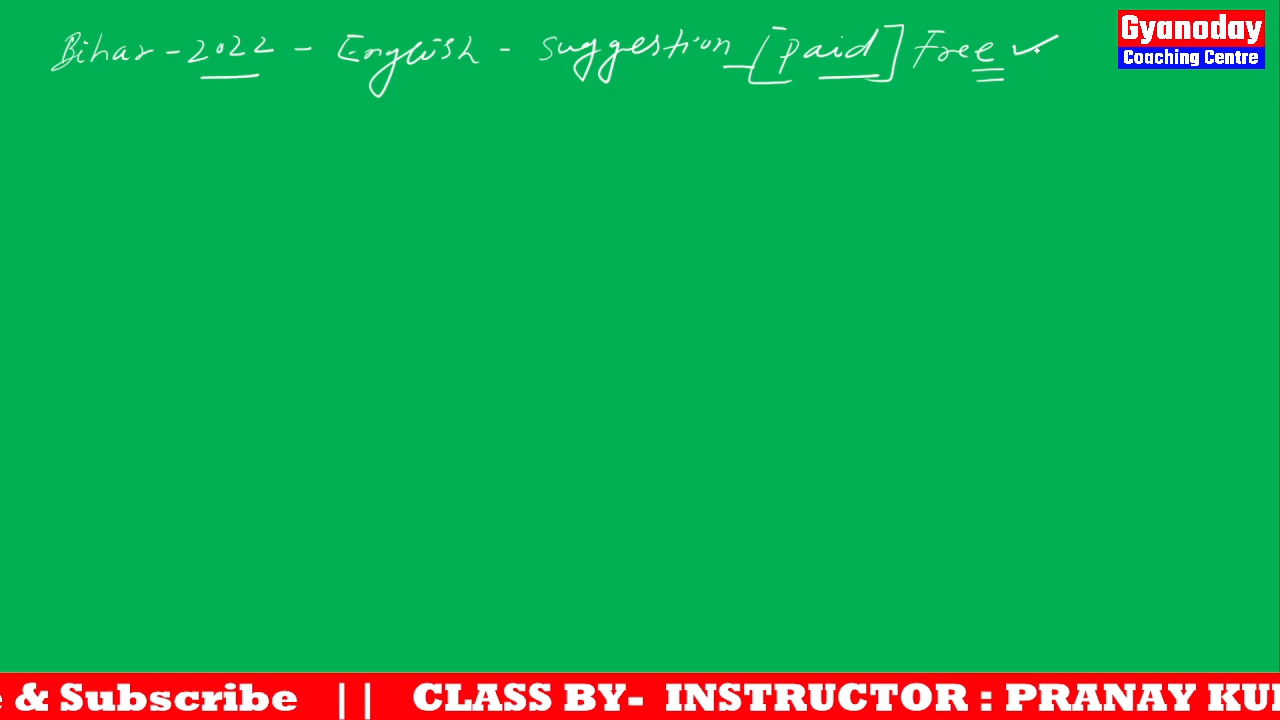 Bihar - 2022 - English - Suggestion - [paid] Free ✓
Gyanoday
Coaching Centre
e & Subscribe || CLASS BY- INSTRUCTOR : PRANAY KU